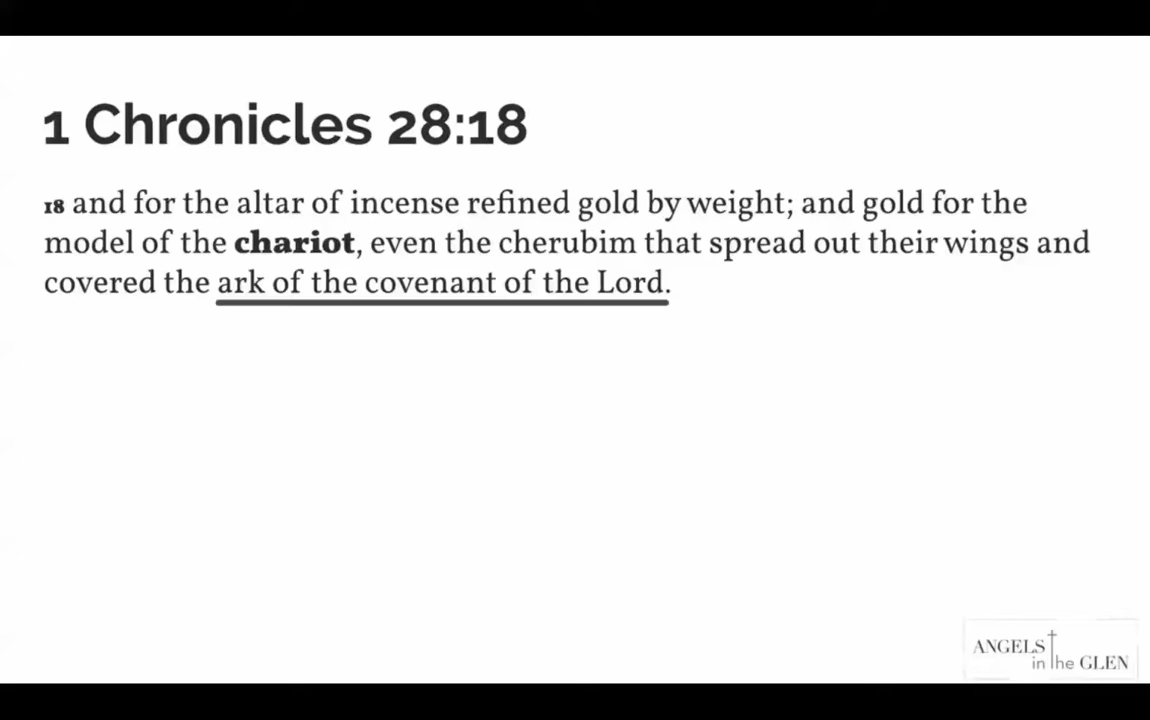 1 Chronicles 28:18
18 and for the altar of incense refined gold by weight; and gold for the
model of the chariot, even the cherubim that spread out their wings and
covered the ark of the covenant of the Lord.
ANGELS
in the GLEN